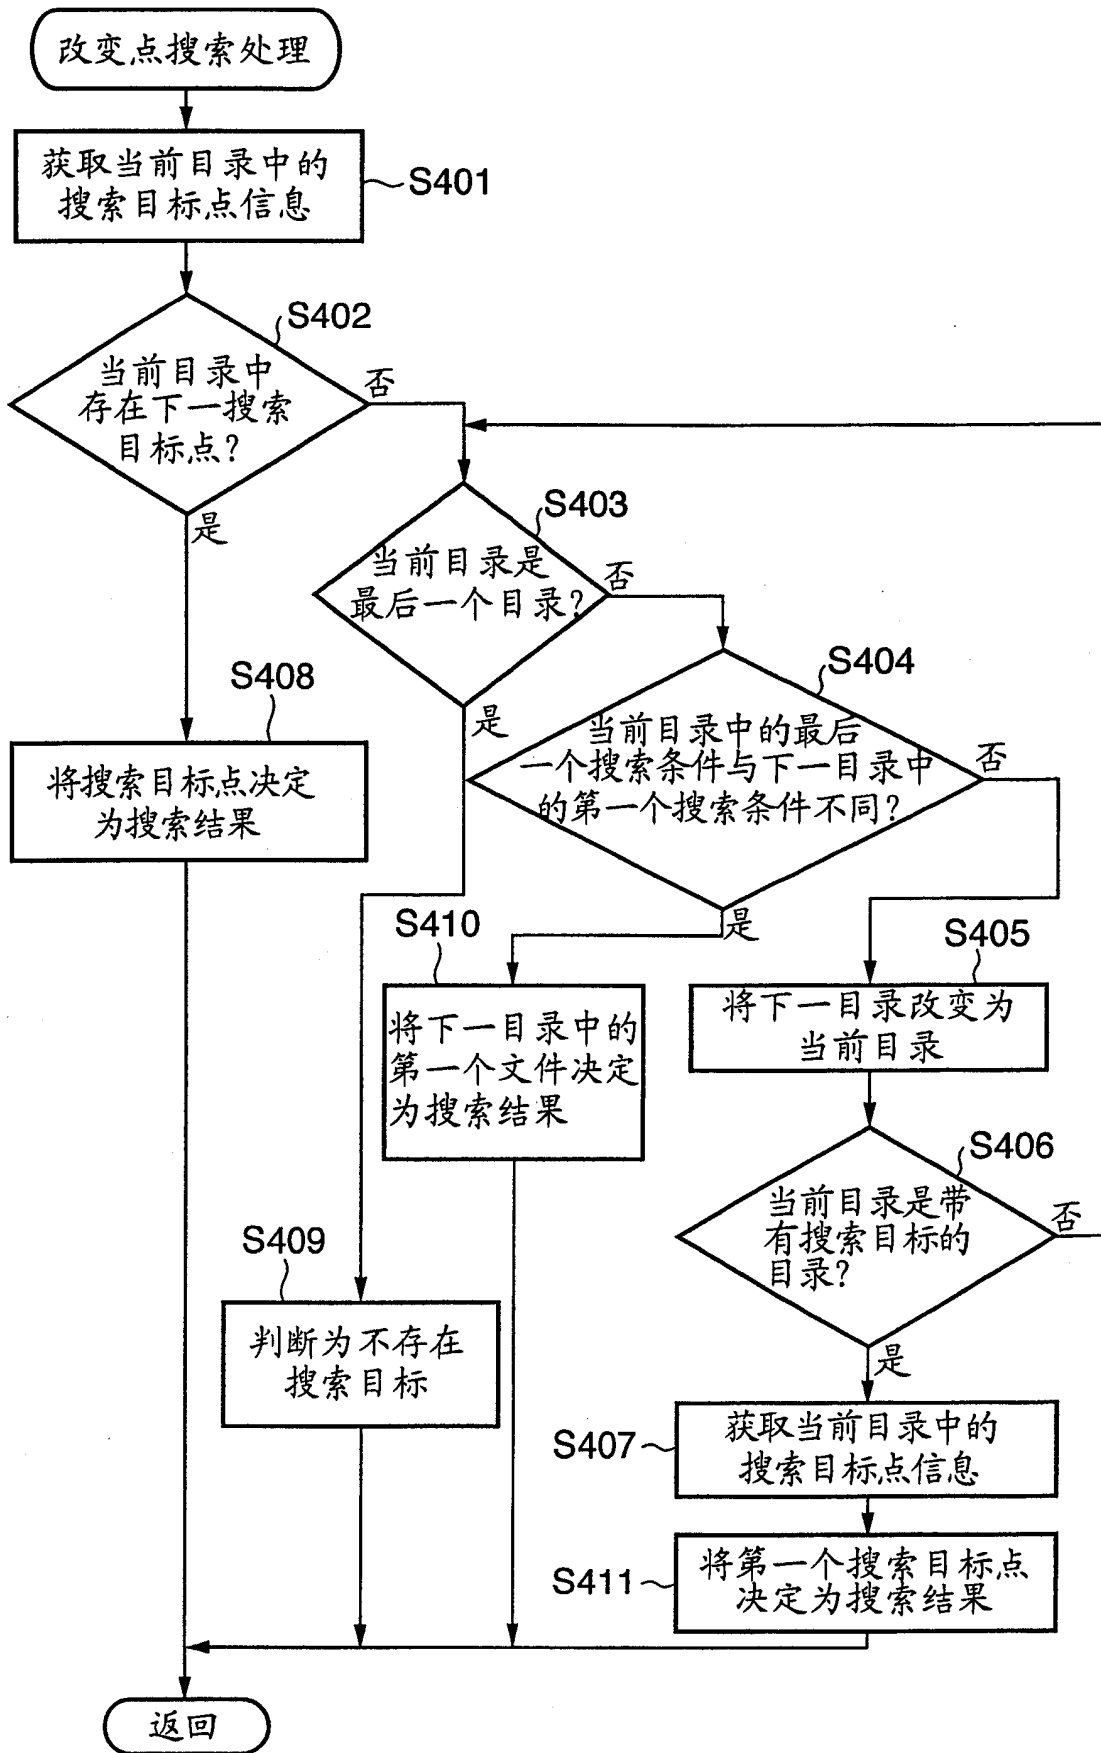 改变点搜索处理
获取当前目录中的
搜索目标点信息
S401
S402
当前目录中
存在下一搜索
目标点?
否
是
S403
当前目录是
最后一个目录?
否
是
S404
当前目录中的最后
一个搜索条件与下一目录中
的第一个搜索条件不同?
否
是
S408
将搜索目标点决定
为搜索结果
S410
将下一目录中的
第一个文件决定
为搜索结果
S405
将下一目录改变为
当前目录
S406
当前目录是带
有搜索目标的
目录?
否
是
S409
判断为不存在
搜索目标
S407
获取当前目录中的
搜索目标点信息
S411
将第一个搜索目标点
决定为搜索结果
返回